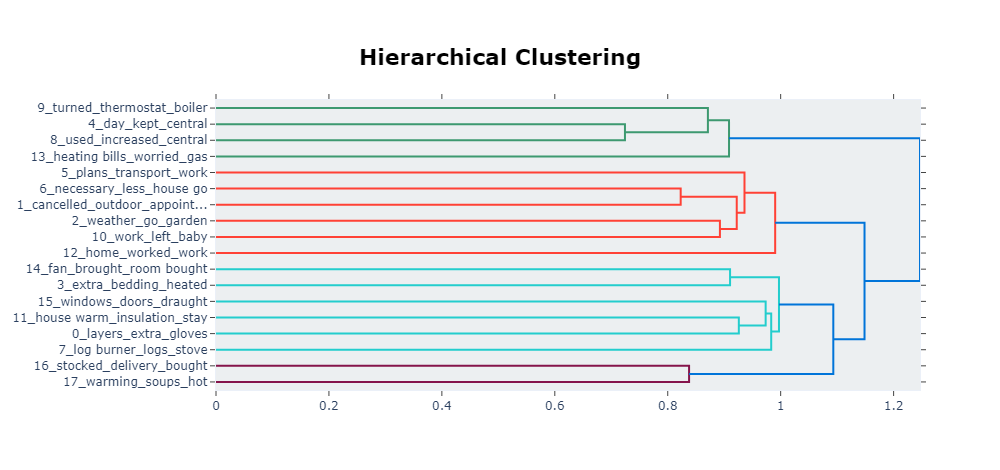 Hierarchical Clustering
9_turned_thermostat_boiler
4_day_kept_central
8_used_increased_central
13_heating bills_worried_gas
5_plans_transport_work
6_necessary_less_house go
1_cancelled_outdoor_appoint...
2_weather_go_garden
10_work_left_baby
12_home_worked_work
14_fan_brought_room bought
3_extra_bedding_heated
15_windows_doors_draught
11_house warm_insulation_stay
0_layers_extra_gloves
7_log burner_logs_stove
16_stocked_delivery_bought
17_warming_soups_hot
0 0.2 0.4 0.6 0.8 1 1.2